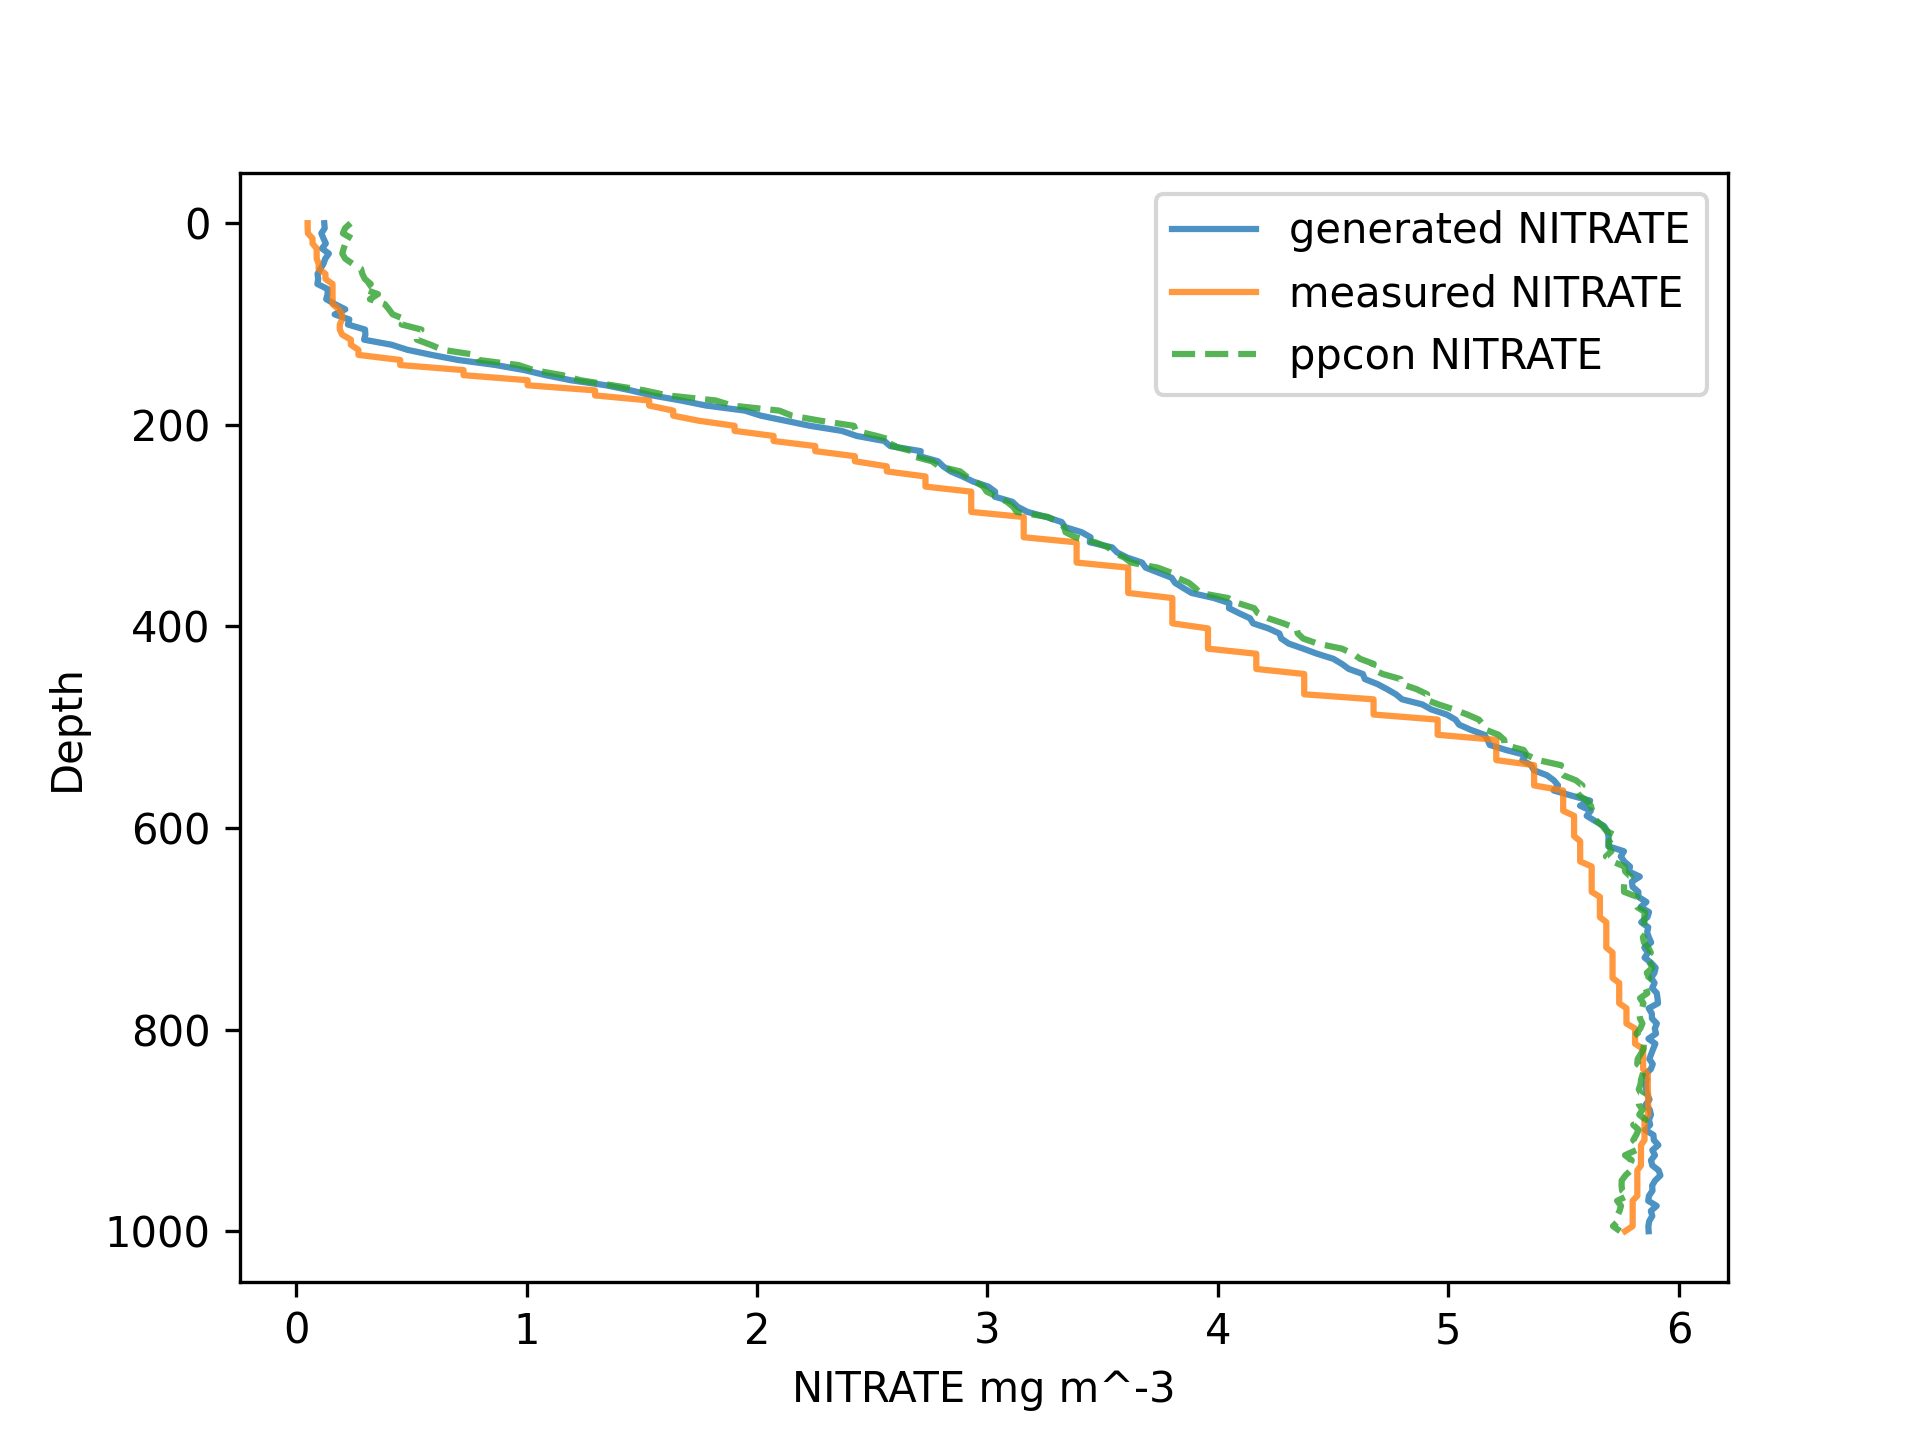 generated NITRATE
measured NITRATE
ppcon NITRATE
0
200
400
600
800
1000
Depth
0 1 2 3 4 5 6
NITRATE mg m^-3